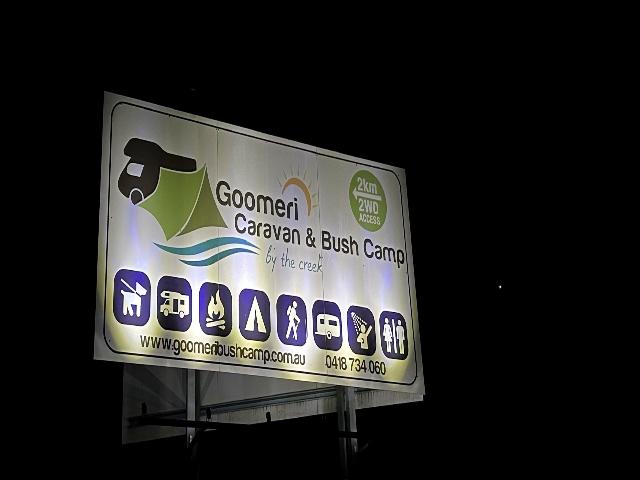 Goomeri
Caravan & Bush Camp
by the creek
2km
2WD
ACCESS
www.goomeribushcamp.com.au 0418 734 060